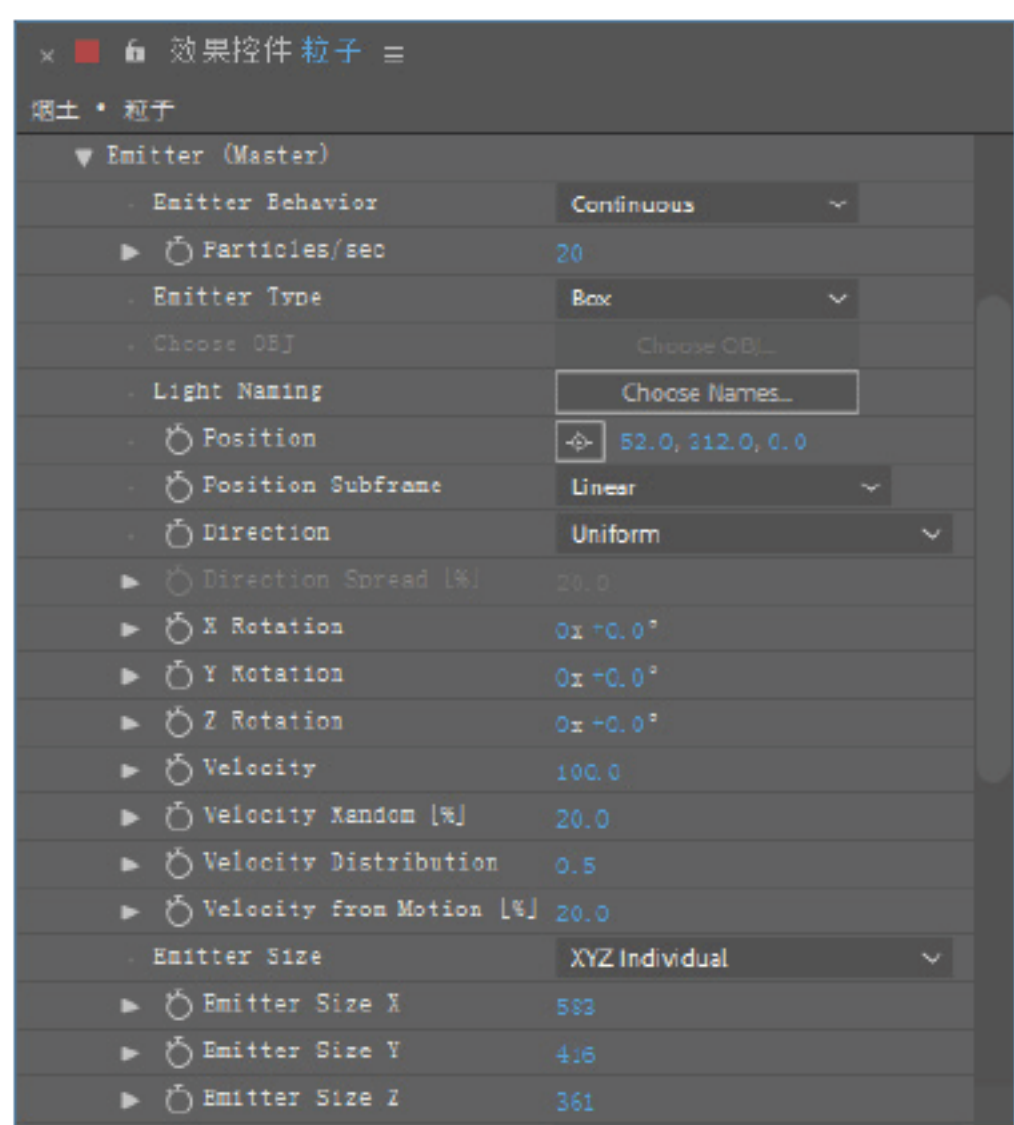 效果控件 粒子
烟土 • 粒子
Emitter (Master)
Emitter Behavior Continuous
Particles/sec 20
Emitter Type Box
Choose OBJ Choose OBJ...
Light Naming Choose Names...
Position 52.0, 312.0, 0.0
Position Subframe Linear
Direction Uniform
Direction Spread [%] 20.0
X Rotation 0x +0.0°
Y Rotation 0x +0.0°
Z Rotation 0x +0.0°
Velocity 100.0
Velocity Random [%] 20.0
Velocity Distribution 0.5
Velocity from Motion [%] 20.0
Emitter Size XYZ Individual
Emitter Size X 583
Emitter Size Y 416
Emitter Size Z 361